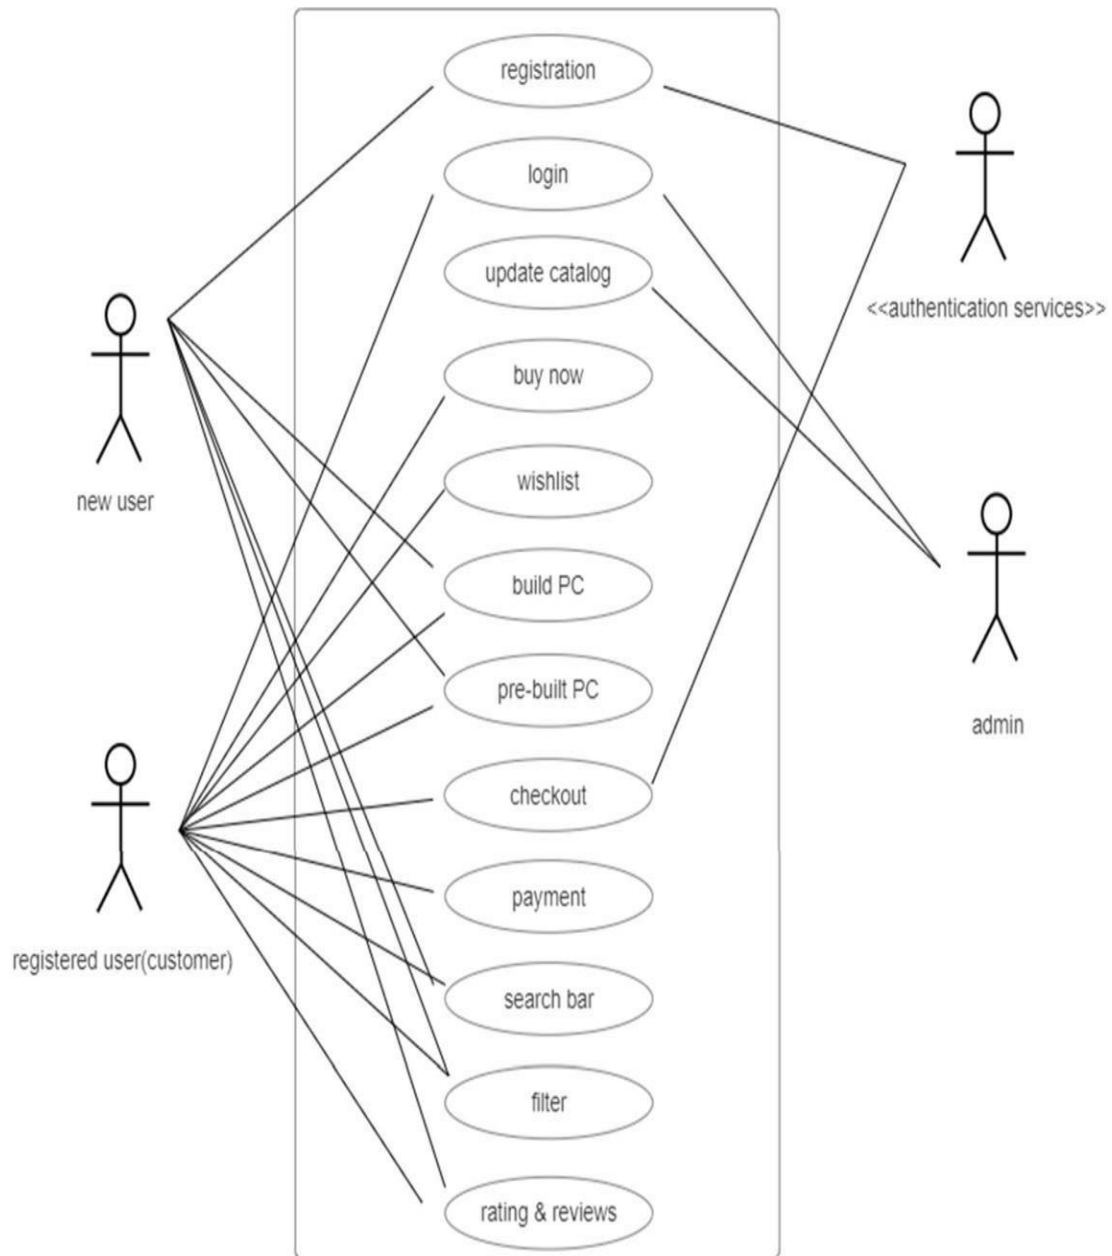 registration
login
update catalog
<<authentication services>>
buy now
wishlist
new user
build PC
pre-built PC
admin
checkout
payment
registered user(customer)
search bar
filter
rating & reviews